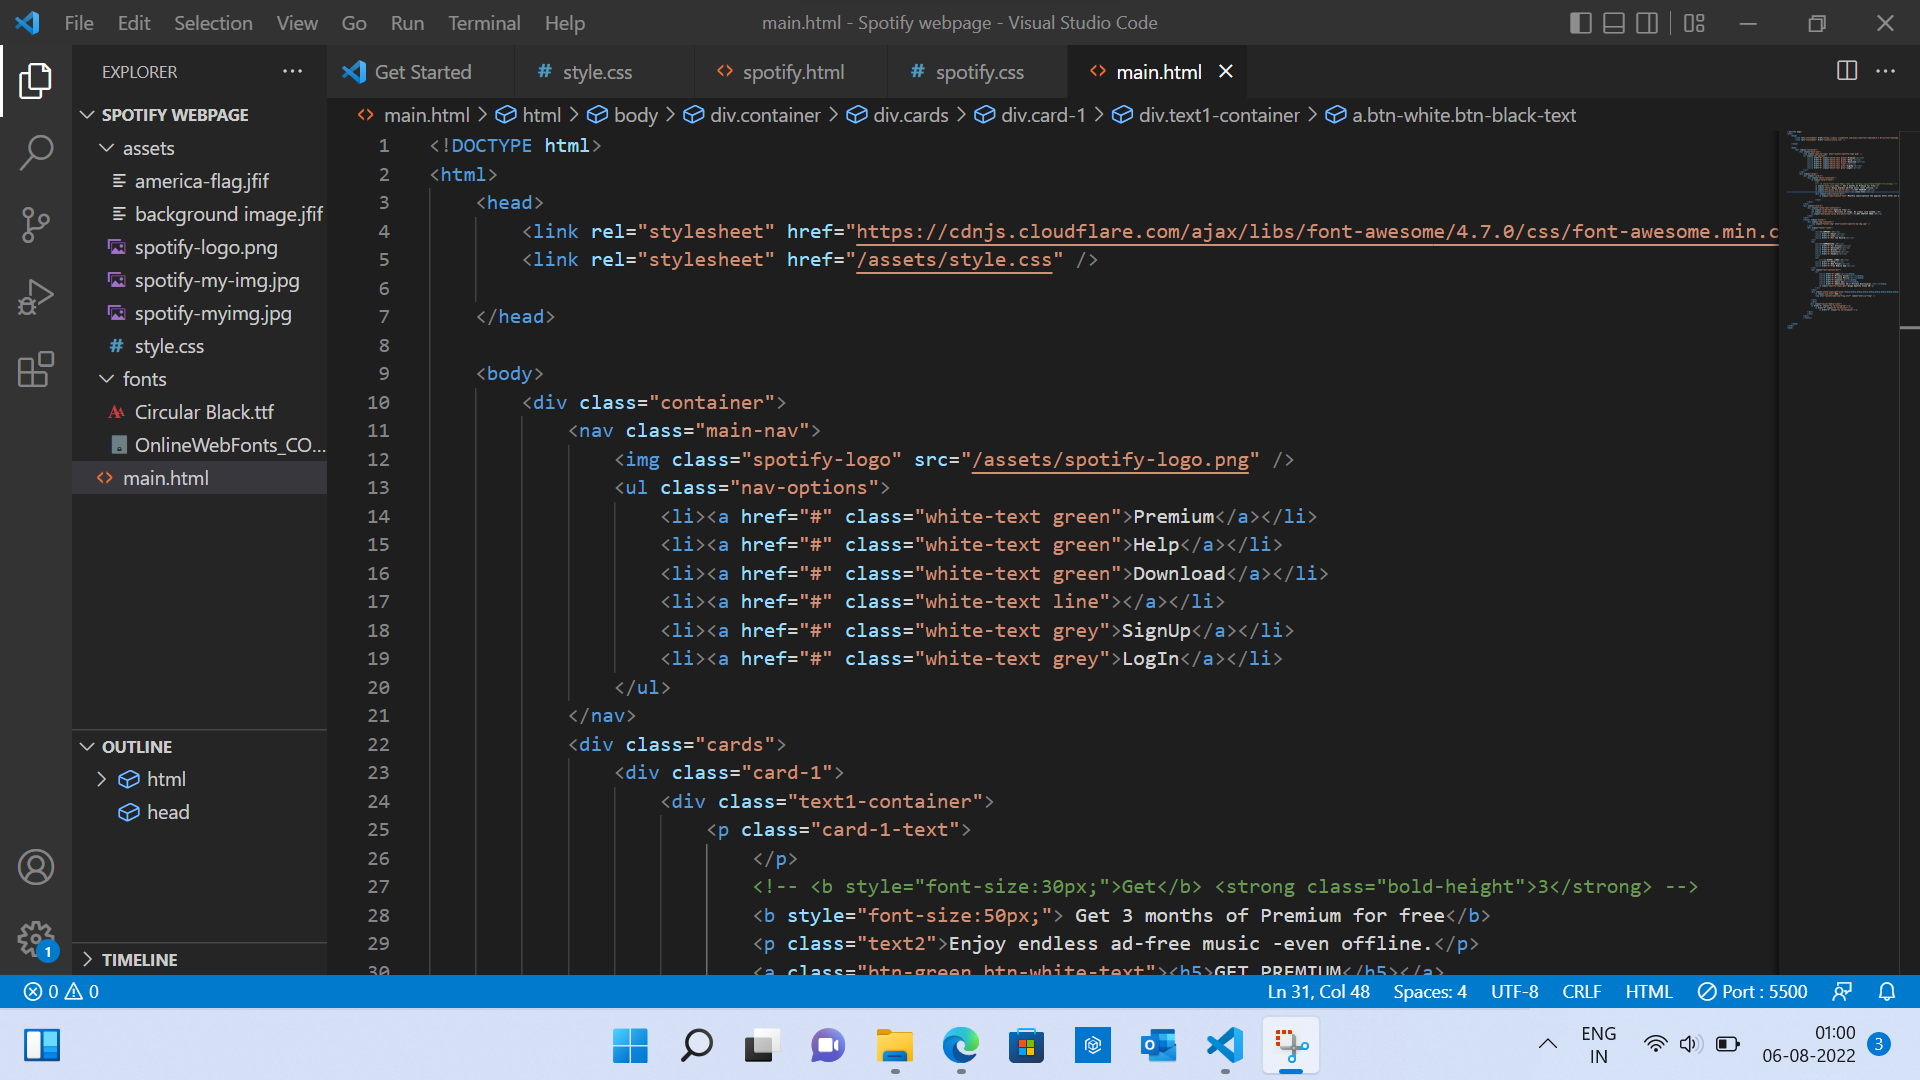 File Edit Selection View Go Run Terminal Help
main.html - Spotify webpage - Visual Studio Code
EXPLORER
SPOTIFY WEBPAGE
assets
america-flag.jfif
background image.jfif
spotify-logo.png
spotify-my-img.jpg
spotify-myimg.jpg
style.css
fonts
Circular Black.ttf
OnlineWebFonts_CO...
main.html
OUTLINE
html
head
TIMELINE
1
Get Started
style.css
spotify.html
spotify.css
main.html
main.html > html > body > div.container > div.cards > div.card-1 > div.text1-container > a.btn-white.btn-black-text
1 <!DOCTYPE html>
2 <html>
3 <head>
4 <link rel="stylesheet" href="https://cdnjs.cloudflare.com/ajax/libs/font-awesome/4.7.0/css/font-awesome.min.c
5 <link rel="stylesheet" href="/assets/style.css" />
6
7 </head>
8
9 <body>
10 <div class="container">
11 <nav class="main-nav">
12 <img class="spotify-logo" src="/assets/spotify-logo.png" />
13 <ul class="nav-options">
14 <li><a href="#" class="white-text green">Premium</a></li>
15 <li><a href="#" class="white-text green">Help</a></li>
16 <li><a href="#" class="white-text green">Download</a></li>
17 <li><a href="#" class="white-text line"></a></li>
18 <li><a href="#" class="white-text grey">SignUp</a></li>
19 <li><a href="#" class="white-text grey">LogIn</a></li>
20 </ul>
21 </nav>
22 <div class="cards">
23 <div class="card-1">
24 <div class="text1-container">
25 <p class="card-1-text">
26 </p>
27 <!-- <b style="font-size:30px;">Get</b> <strong class="bold-height">3</strong> -->
28 <b style="font-size:50px;"> Get 3 months of Premium for free</b>
29 <p class="text2">Enjoy endless ad-free music -even offline.</p>
30 <a class="btn-green btn-white-text"><h5>GET PREMIUM</h5></a>
0 0
Ln 31, Col 48 Spaces: 4 UTF-8 CRLF HTML Port : 5500
ENG
IN
01:00
06-08-2022
3